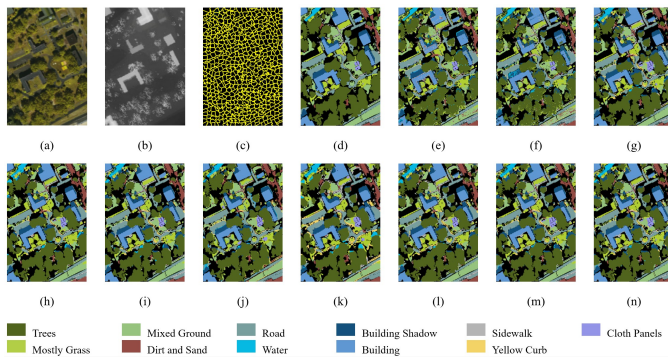 (a) (b) (c) (d) (e) (f) (g)
(h) (i) (j) (k) (l) (m) (n)
Trees Mixed Ground Road Building Shadow Sidewalk Cloth Panels
Mostly Grass Dirt and Sand Water Building Yellow Curb